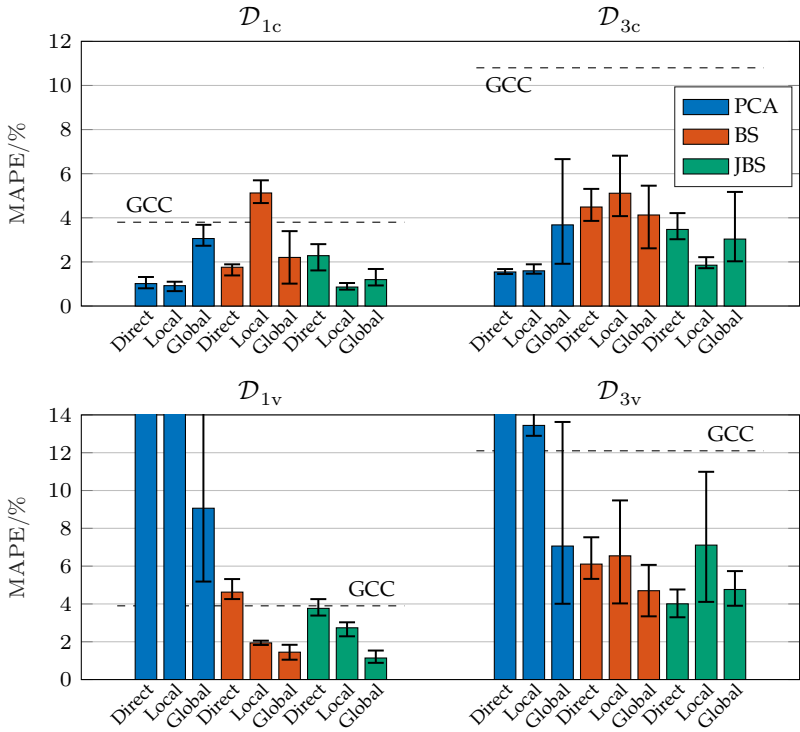 𝒟1c
𝒟3c
MAPE/%
12
10
8
6
4
2
0
GCC
GCC
PCA
BS
JBS
Direct
Local
Global
Direct
Local
Global
Direct
Local
Global
Direct
Local
Global
Direct
Local
Global
Direct
Local
Global
𝒟1v
𝒟3v
MAPE/%
14
12
10
8
6
4
2
0
GCC
GCC
Direct
Local
Global
Direct
Local
Global
Direct
Local
Global
Direct
Local
Global
Direct
Local
Global
Direct
Local
Global